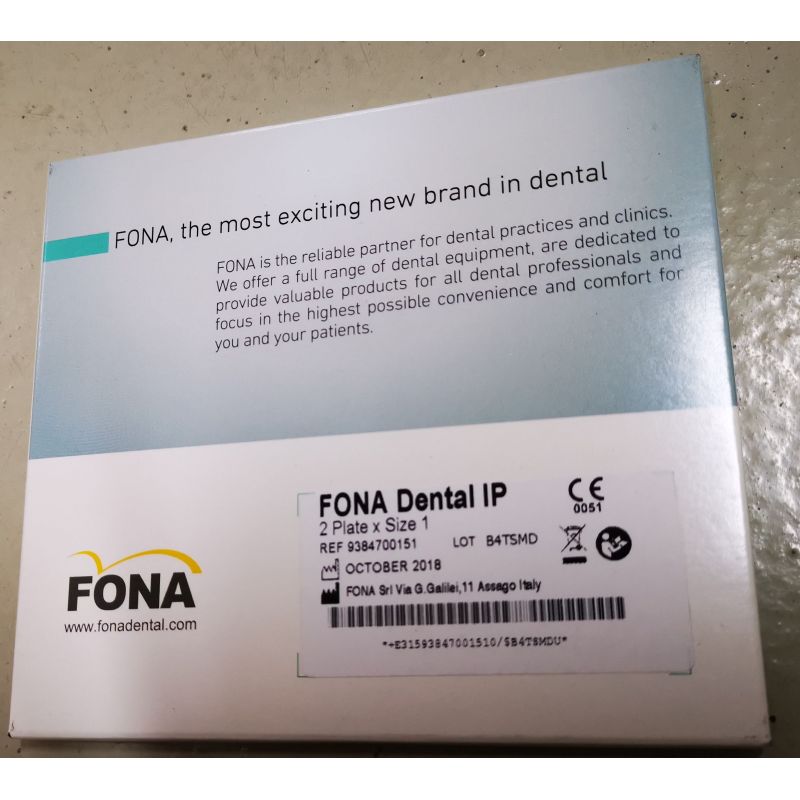 FONA, the most exciting new brand in dental
FONA is the reliable partner for dental practices and clinics.
We offer a full range of dental equipment, are dedicated to
provide valuable products for all dental professionals and
focus in the highest possible convenience and comfort for
you and your patients.
FONA Dental IP
2 Plate x Size 1
CE
0051
REF 9384700151 LOT B4TSMD
OCTOBER 2018
FONA Srl Via G.Galilei,11 Assago Italy
*+E31593847001510/$B4TSMDU*
FONA
www.fonadental.com